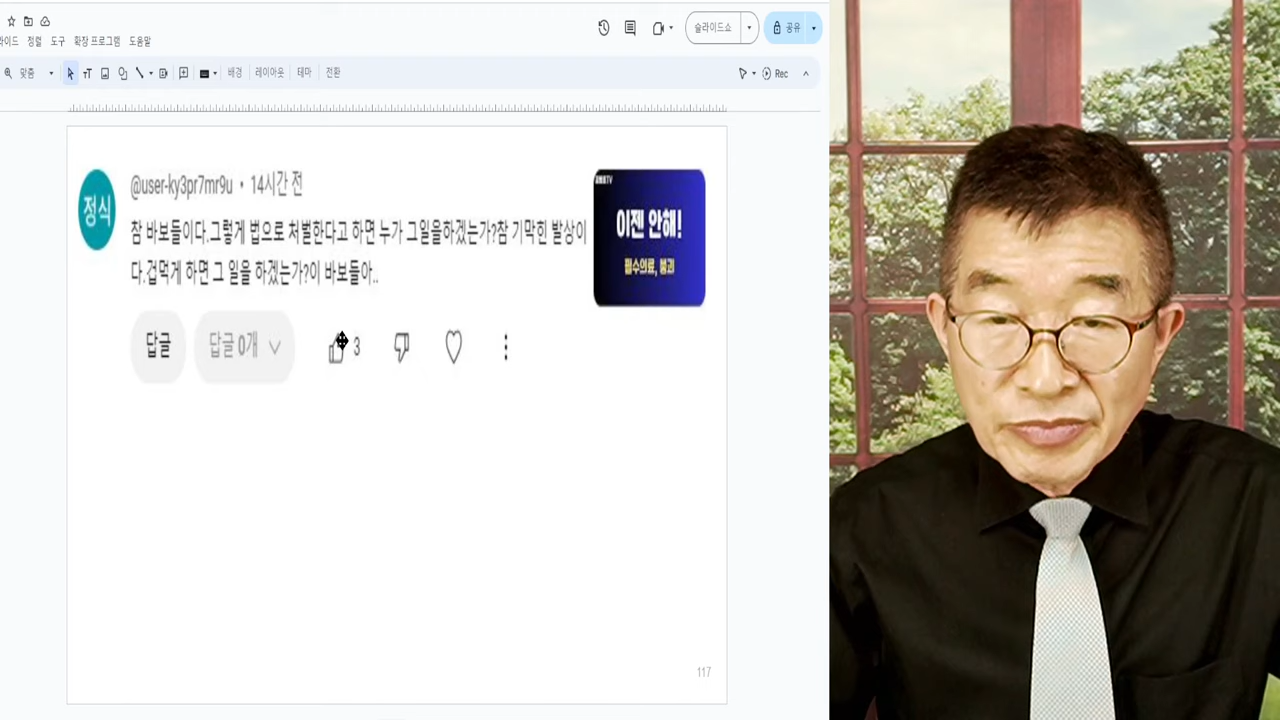 라이드 정렬 도구 확장 프로그램 도움말
슬라이드쇼
공유
맞춤
배경 레이아웃 테마 전환
Rec
정식
@user-ky3pr7mr9u • 14시간 전
참 바보들이다.그렇게 법으로 처벌한다고 하면 누가 그일을하겠는가?참 기막힌 발상이
다.겁먹게 하면 그 일을 하겠는가?이 바보들아..
이젠 안해!
필수의료, 붕괴
답글
답글 0개
3
117